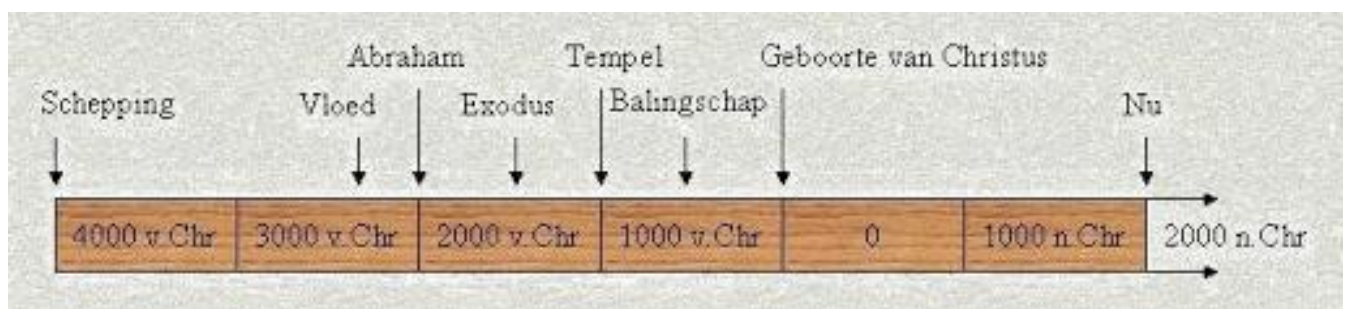 Abraham Tempel Geboorte van Christus
Schepping Vloed Exodus Balingschap Nu
4000 v.Chr 3000 v.Chr 2000 v.Chr 1000 v.Chr 0 1000 n.Chr 2000 n.Chr